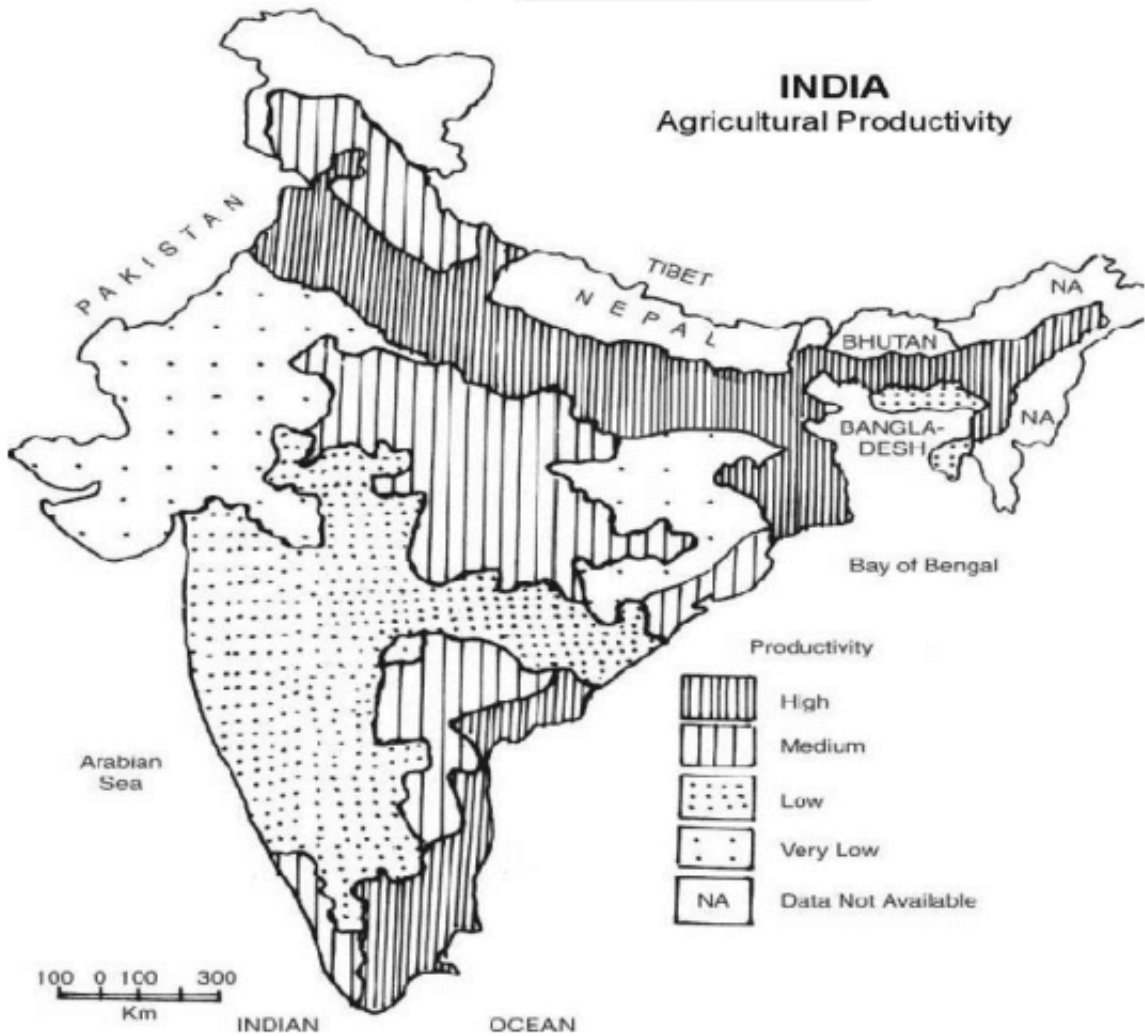 INDIA
Agricultural Productivity
PAKISTAN
TIBET
NEPAL
NA
BHUTAN
BANGLA-
DESH
NA
Bay of Bengal
Productivity
High
Medium
Arabian
Sea
Low
Very Low
NA Data Not Available
100 0 100 300
Km
INDIAN OCEAN